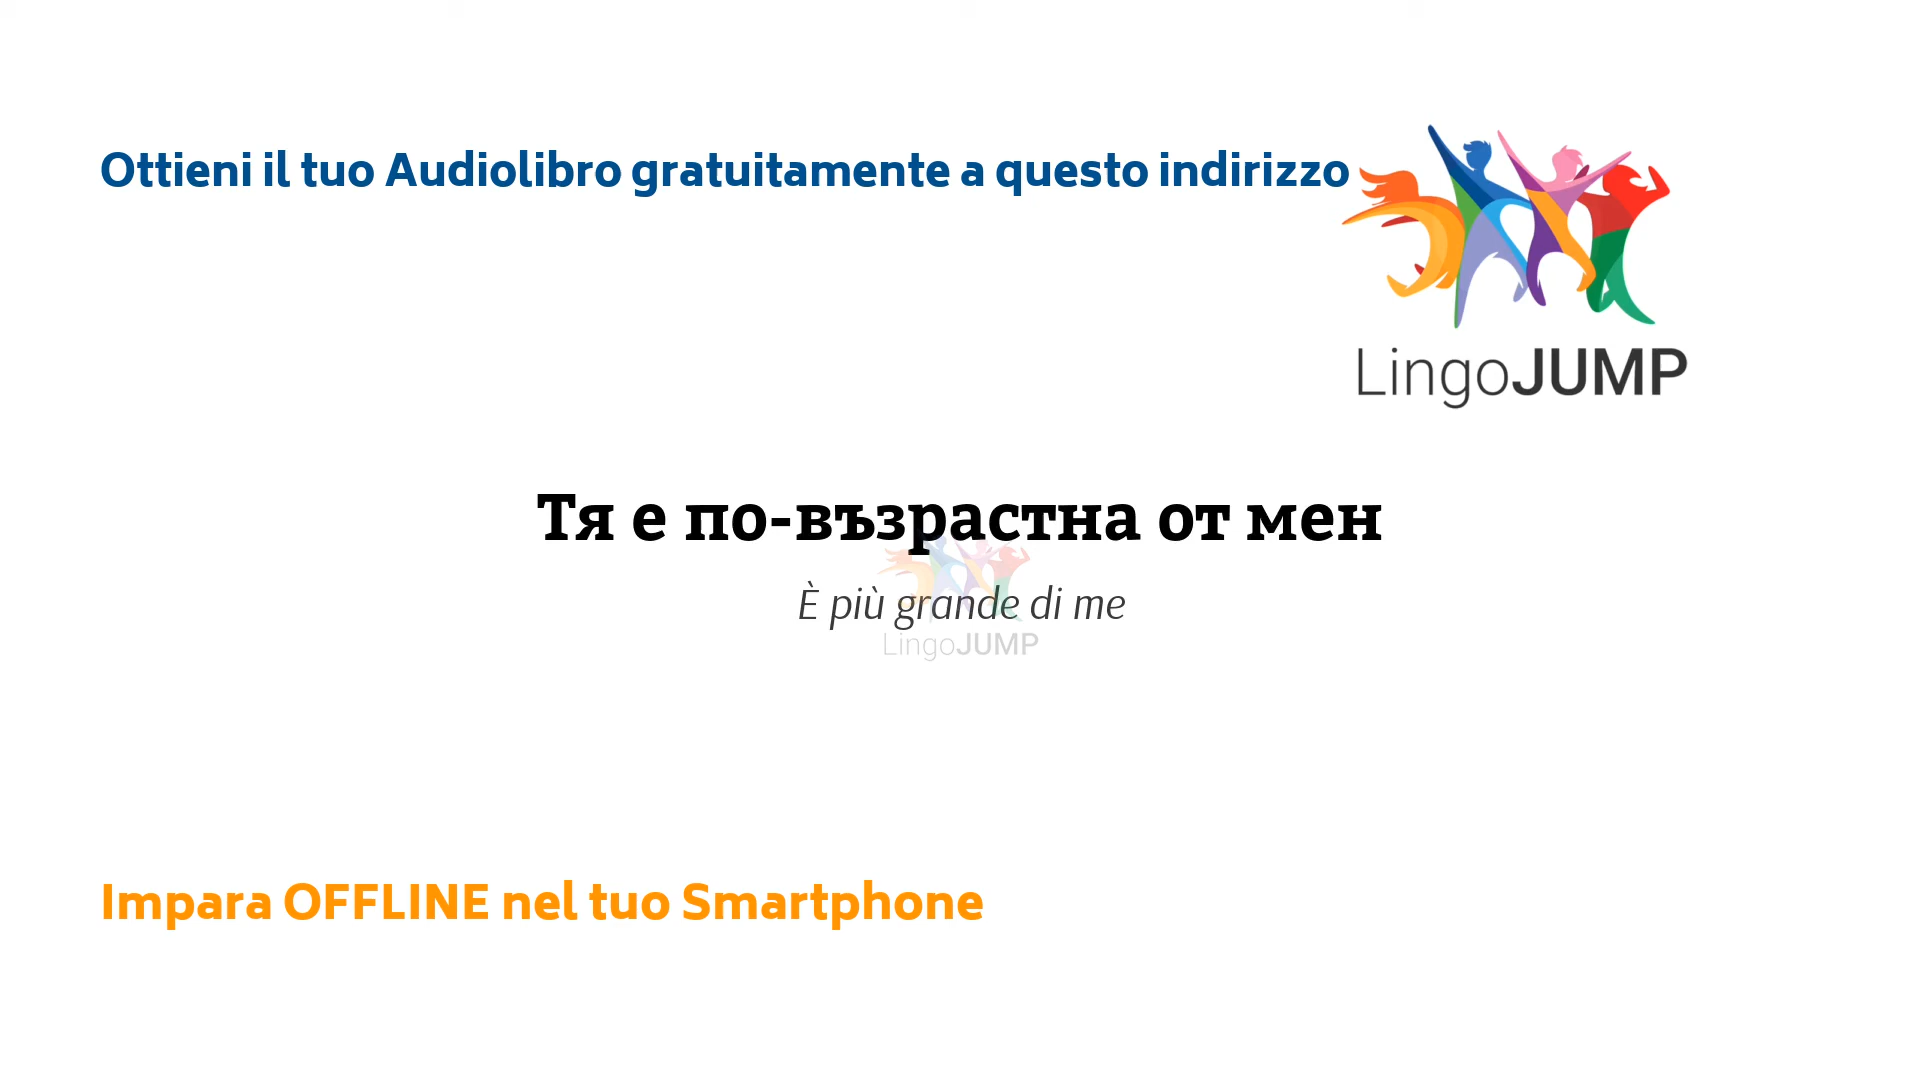 Ottieni il tuo Audiolibro gratuitamente a questo indirizzo
LingoJUMP
Тя е по-възрастна от мен
È più grande di me
LingoJUMP
Impara OFFLINE nel tuo Smartphone